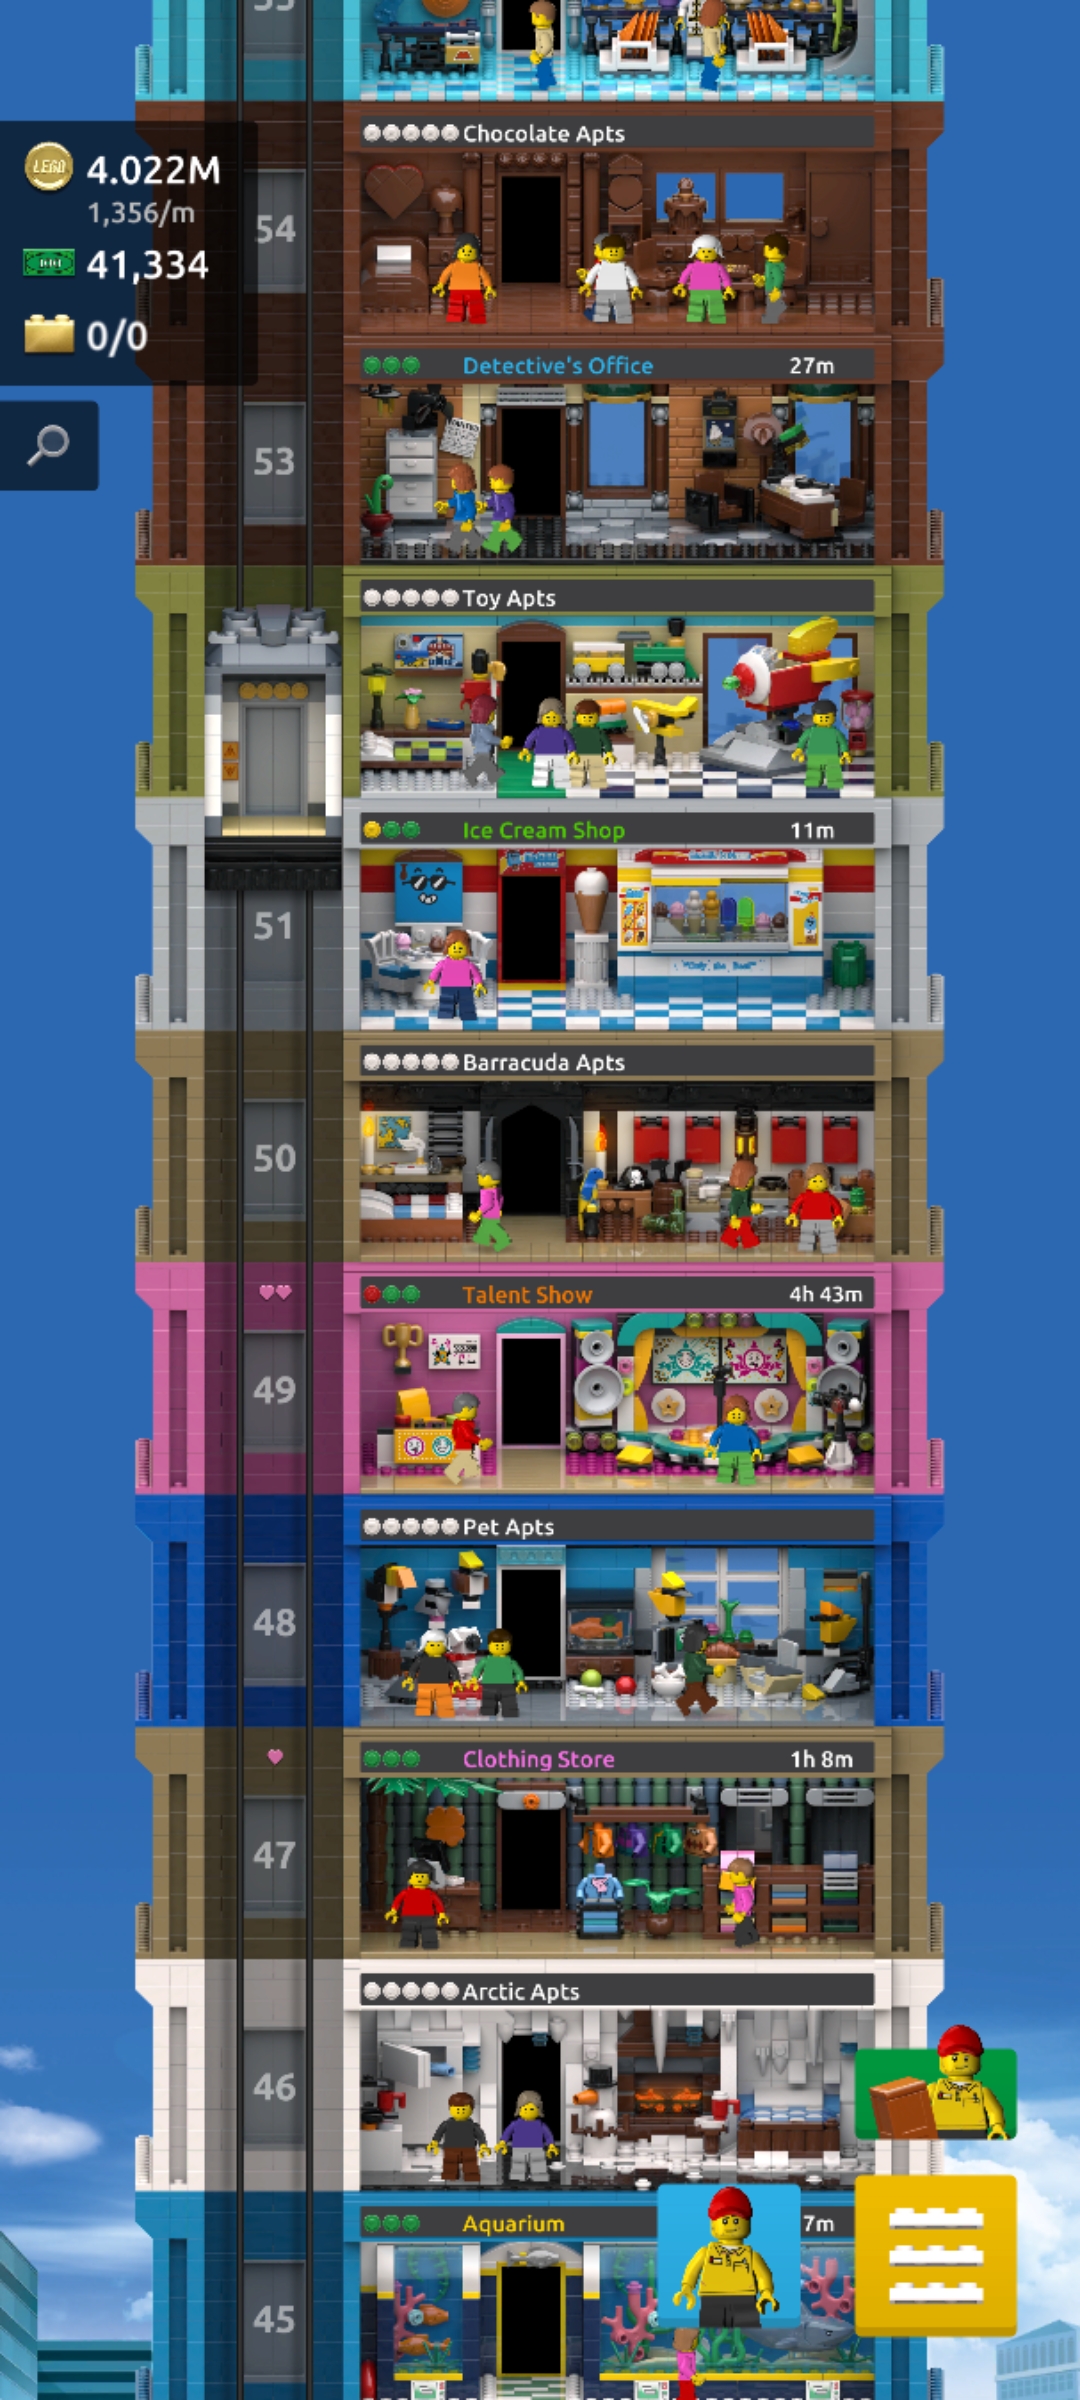 55
Chocolate Apts
LEGO
4.022M
1,356/m
54
41,334
0/0
Detective's Office 27m
53
Toy Apts
Ice Cream Shop 11m
51
Barracuda Apts
50
Talent Show 4h 43m
49
Pet Apts
48
Clothing Store 1h 8m
47
Arctic Apts
46
Aquarium 7m
45